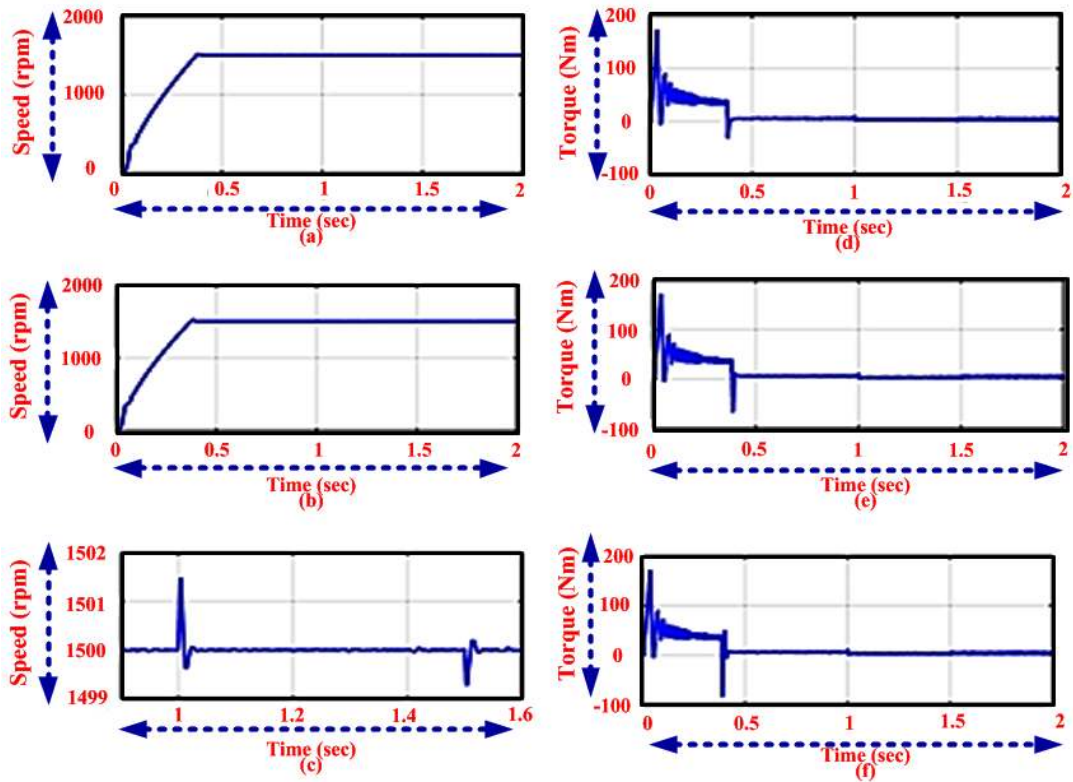 Speed (rpm)
2000
1000
0
0 0.5 1 1.5 2
Time (sec)
(a)
Torque (Nm)
200
100
0
-100
0 0.5 1 1.5 2
Time (sec)
(d)
Speed (rpm)
2000
1000
0
0 0.5 1 1.5 2
Time (sec)
(b)
Torque (Nm)
200
100
0
-100
0 0.5 1 1.5 2
Time (sec)
(e)
Speed (rpm)
1502
1501
1500
1499
1 1.2 1.4 1.6
Time (sec)
(c)
Torque (Nm)
200
100
0
-100
0 0.5 1 1.5 2
Time (sec)
(f)